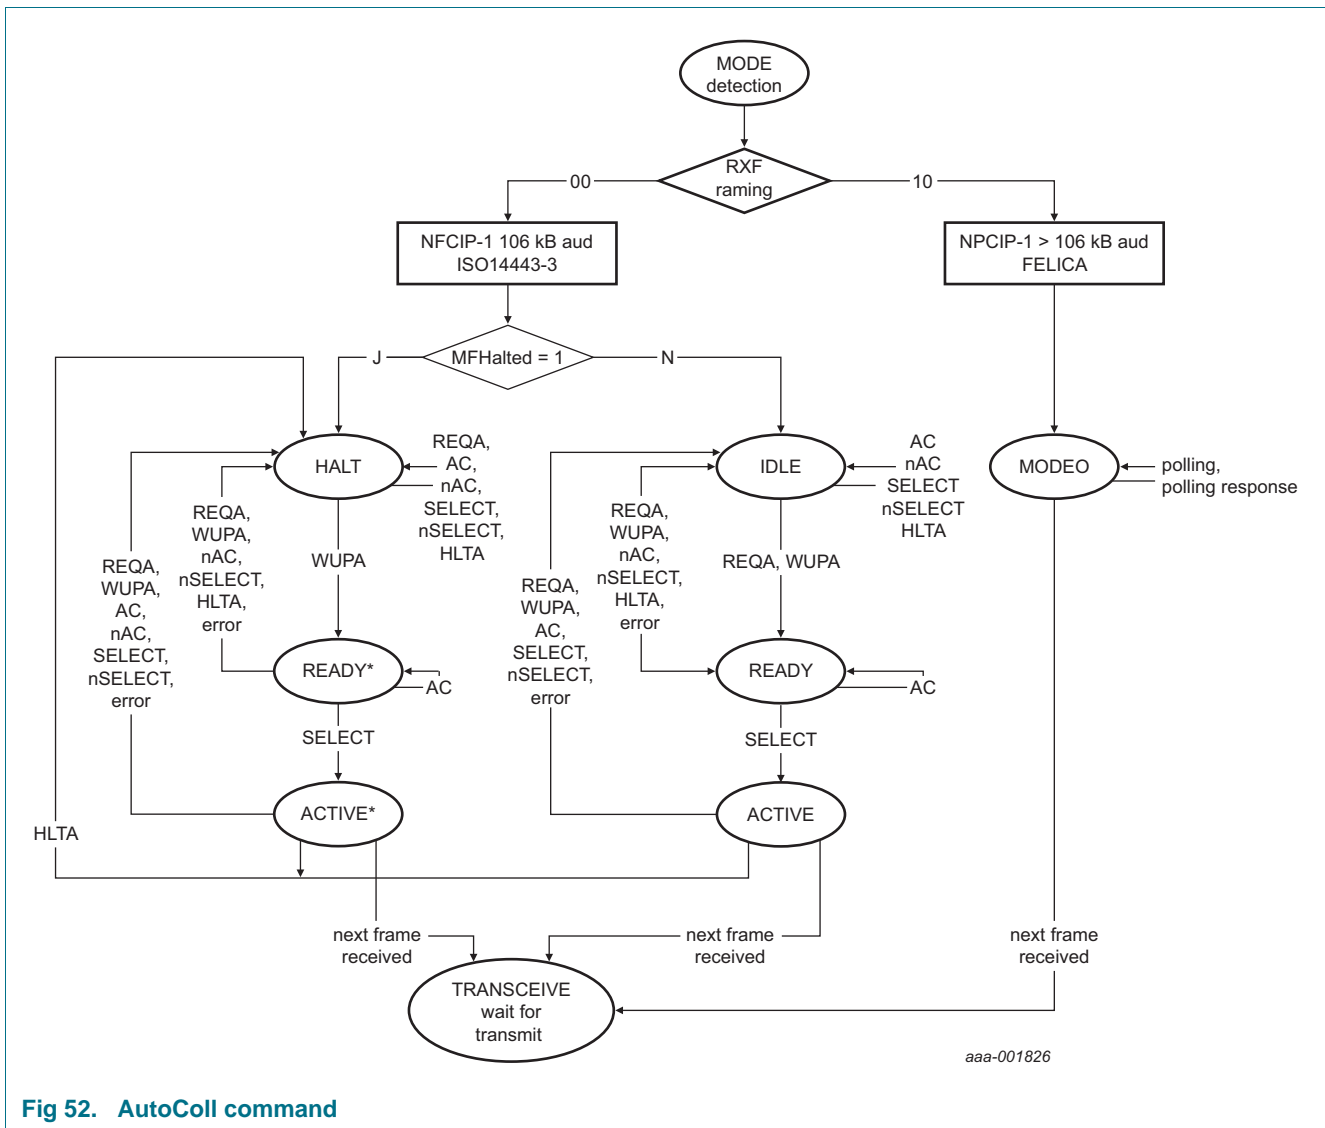 MODE
detection
RXF
raming
00
10
NFCIP-1 106 kB aud
ISO14443-3
NPCIP-1 > 106 kB aud
FELICA
J
MFHalted = 1
N
HALT
REQA,
AC,
nAC,
SELECT,
nSELECT,
HLTA
IDLE
AC
nAC
SELECT
nSELECT
HLTA
MODEO
polling,
polling response
REQA,
WUPA,
AC,
nAC,
SELECT,
nSELECT,
error
REQA,
WUPA,
nAC,
nSELECT,
HLTA,
error
WUPA
REQA,
WUPA,
AC,
SELECT,
nSELECT,
error
REQA,
WUPA,
nAC,
nSELECT,
HLTA,
error
REQA, WUPA
READY*
AC
READY
AC
SELECT
SELECT
ACTIVE*
ACTIVE
HLTA
next frame
received
next frame
received
next frame
received
TRANSCEIVE
wait for
transmit
aaa-001826
Fig 52. AutoColl command